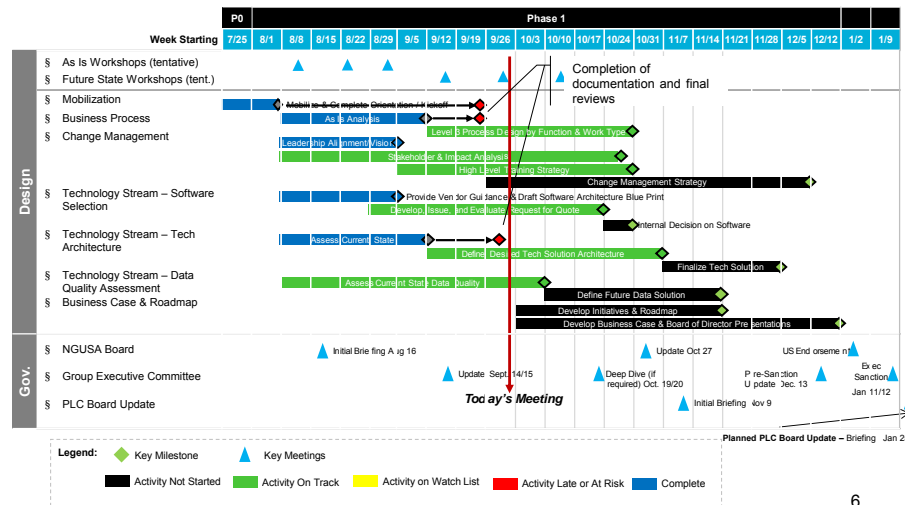 P0 Phase 1
Week Starting 7/25 8/1 8/8 8/15 8/22 8/29 9/5 9/12 9/19 9/26 10/3 10/10 10/17 10/24 10/31 11/7 11/14 11/21 11/28 12/5 12/12 1/2 1/9
Design
§ As Is Workshops (tentative)
§ Future State Workshops (tent.)
Completion of
documentation and final
reviews
§ Mobilization
Mobilize & Complete Orientation / Kickoff
§ Business Process
As Is Analysis
Level 3 Process Design by Function & Work Type
§ Change Management
Leadership Alignment/Vision
Stakeholder & Impact Analysis
High Level Training Strategy
Change Management Strategy
§ Technology Stream – Software
Selection
Provide Vendor Guidance & Draft Software Architecture Blue Print
Develop, Issue, and Evaluate Request for Quote
Internal Decision on Software
§ Technology Stream – Tech
Architecture
Assess Current State
Define Desired Tech Solution Architecture
Finalize Tech Solution
§ Technology Stream – Data
Quality Assessment
Assess Current State Data Quality
Define Future Data Solution
§ Business Case & Roadmap
Develop Initiatives & Roadmap
Develop Business Case & Board of Director Presentations
Gov.
§ NGUSA Board
Initial Briefing Aug 16
Update Oct 27
US Endorsement
§ Group Executive Committee
Update Sept. 14/15
Deep Dive (if
required) Oct. 19/20
Pre-Sanction
Update Dec. 13
Exec
Sanction
Jan 11/12
Today's Meeting
§ PLC Board Update
Initial Briefing Nov 9
Planned PLC Board Update – Briefing Jan 2
Legend: Key Milestone Key Meetings
Activity Not Started Activity On Track Activity on Watch List Activity Late or At Risk Complete
6